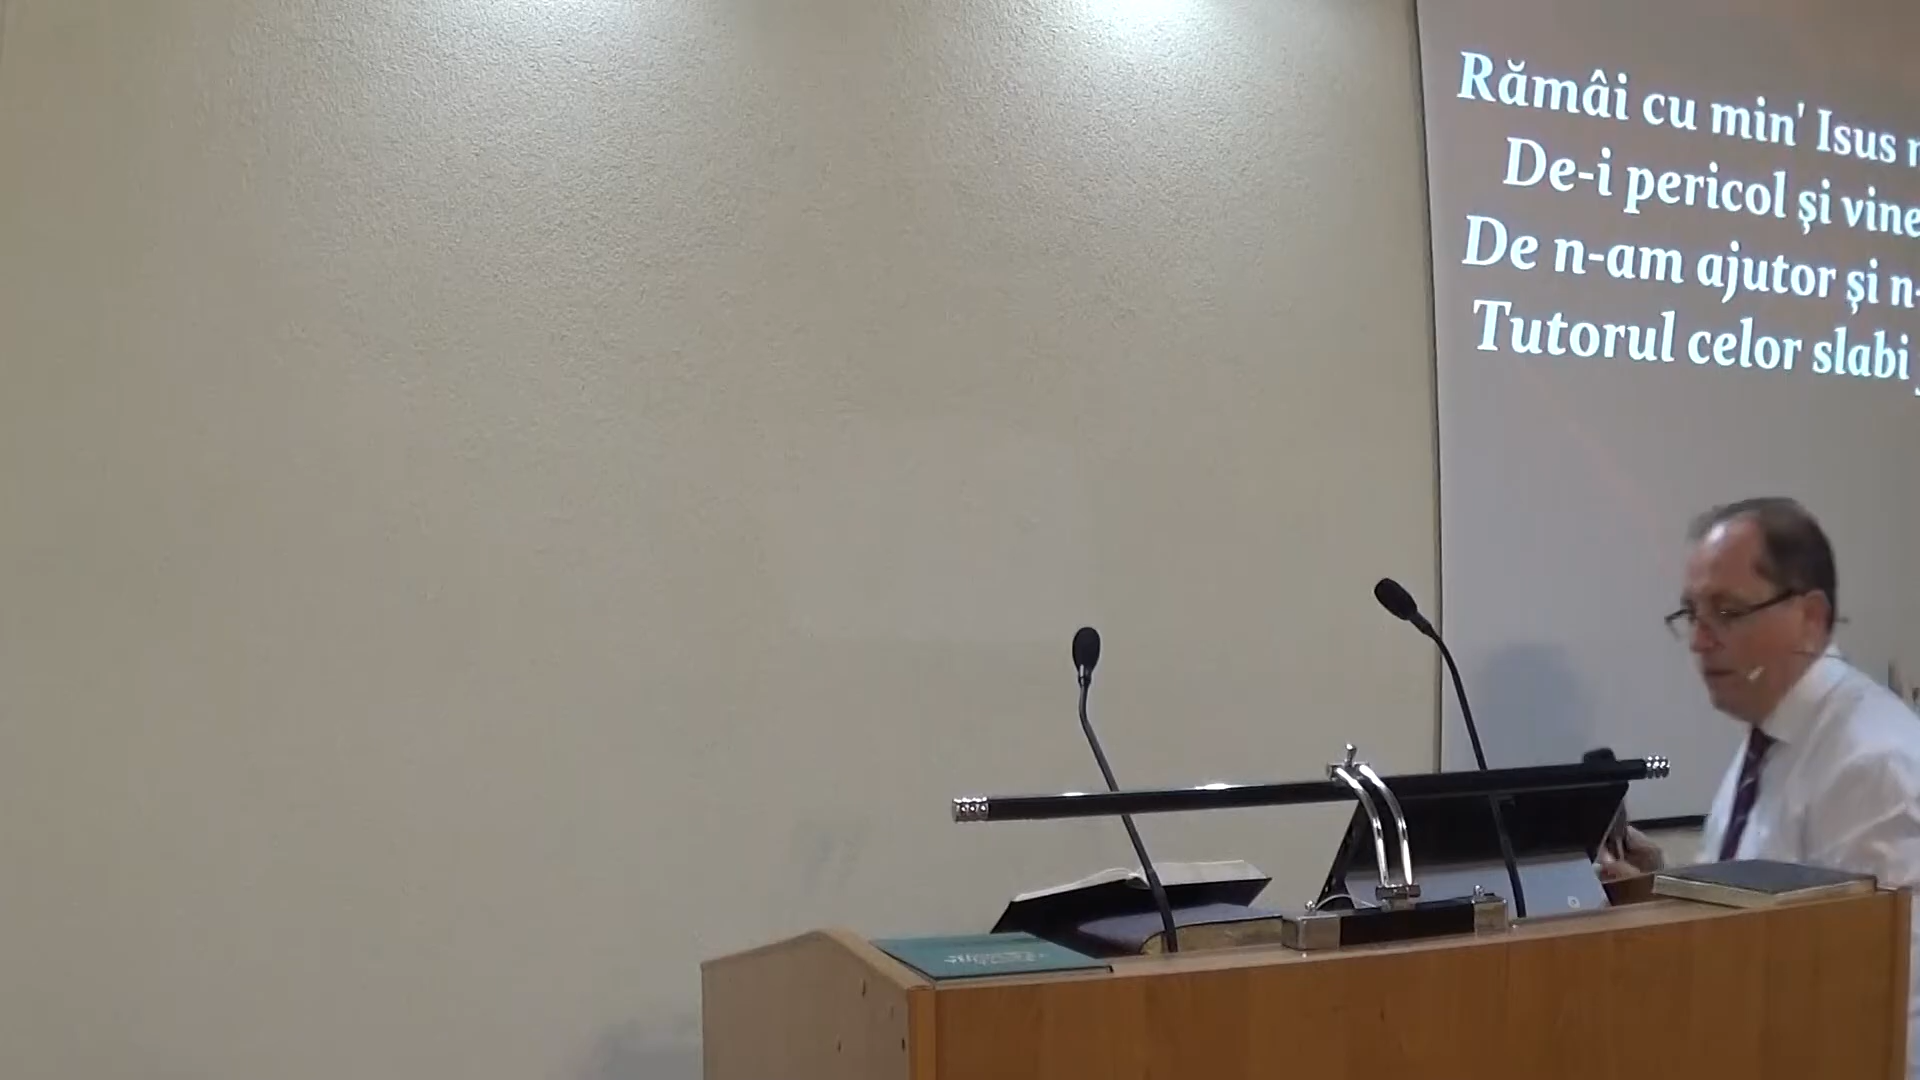 Rămâi cu min' Isus
De-i pericol și vine
De n-am ajutor și n-
Tutorul celor slabi